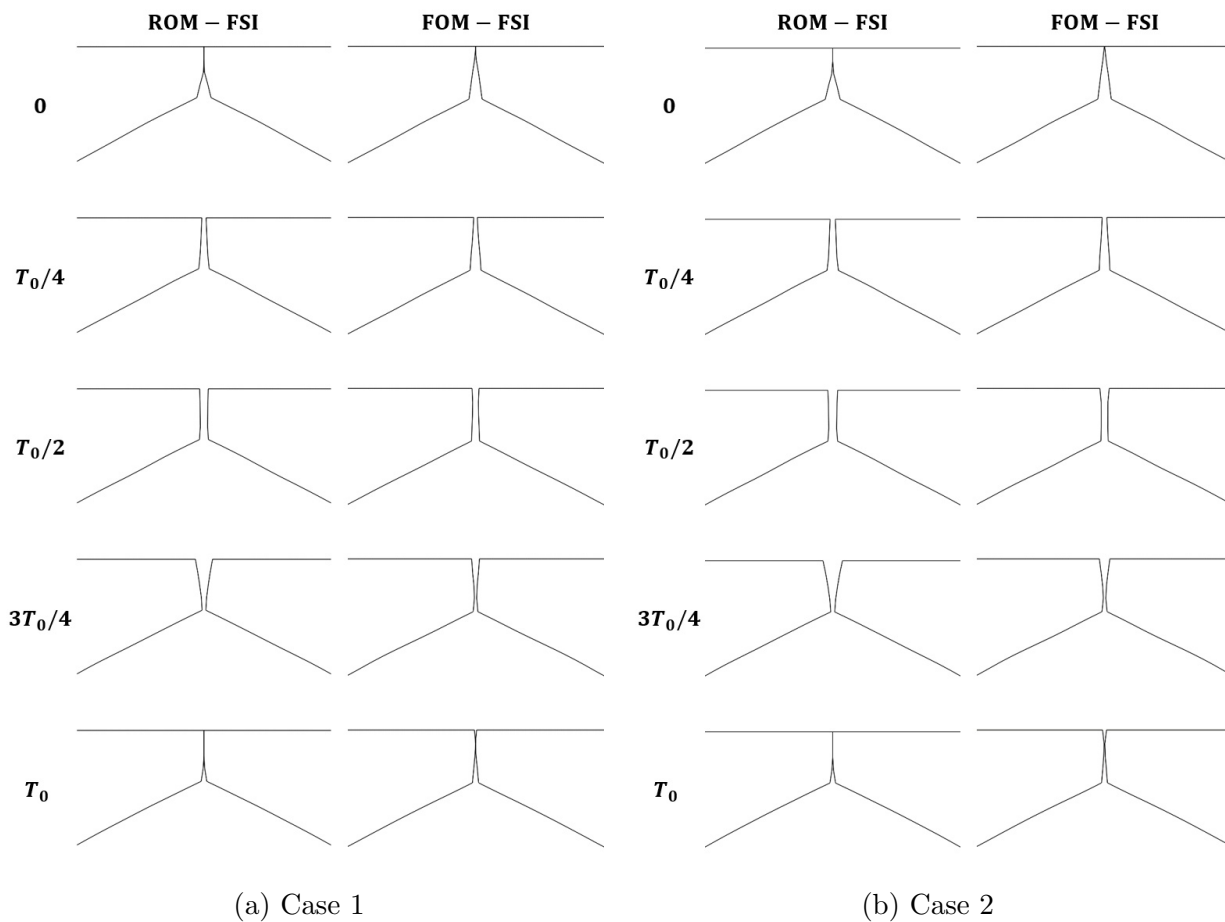 ROM – FSI FOM – FSI ROM – FSI FOM – FSI
0 0
T₀/4 T₀/4
T₀/2 T₀/2
3T₀/4 3T₀/4
T₀ T₀
(a) Case 1 (b) Case 2